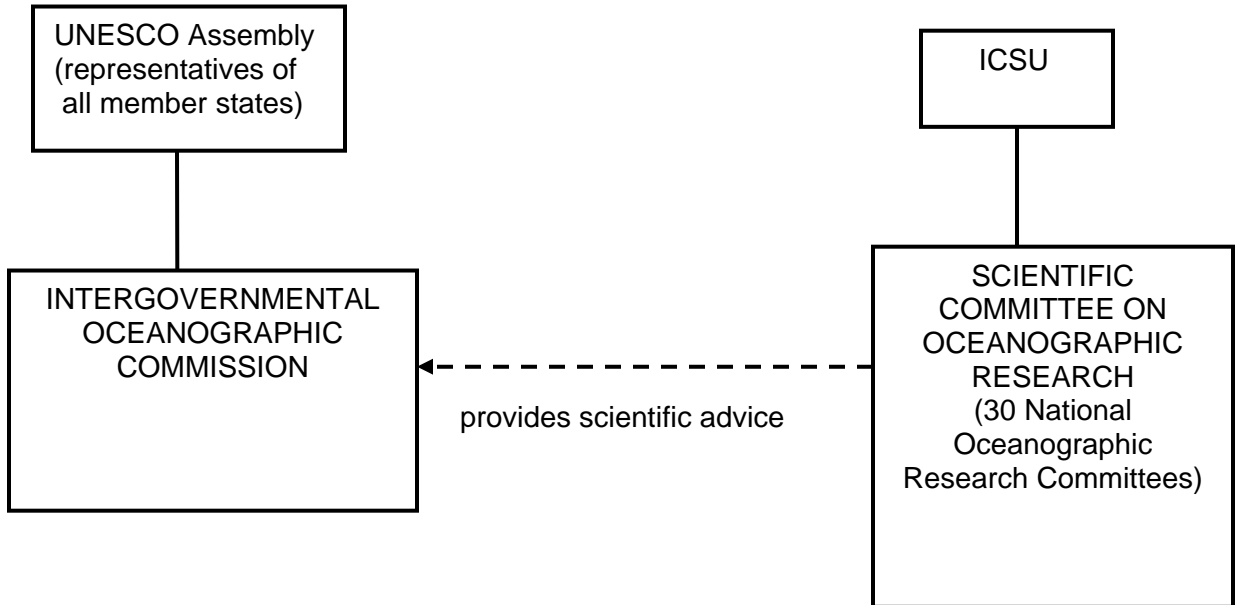 UNESCO Assembly
(representatives of
all member states)
ICSU
INTERGOVERNMENTAL
OCEANOGRAPHIC
COMMISSION
provides scientific advice
SCIENTIFIC
COMMITTEE ON
OCEANOGRAPHIC
RESEARCH
(30 National
Oceanographic
Research Committees)